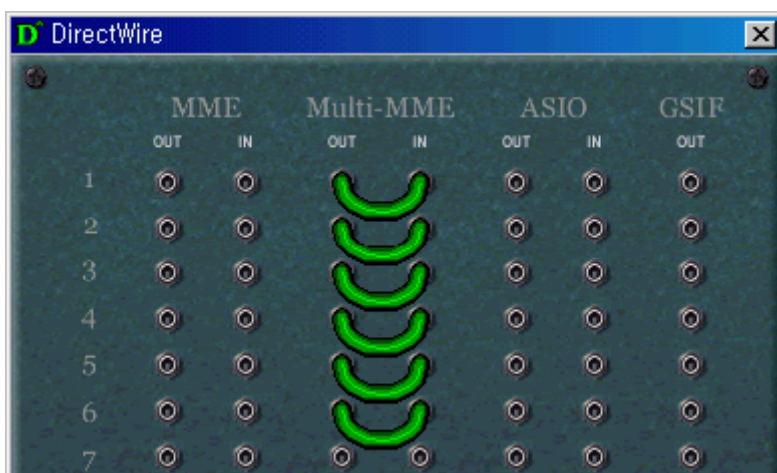 DirectWire
MME Multi-MME ASIO GSIF
OUT IN OUT IN OUT IN OUT
1
2
3
4
5
6
7